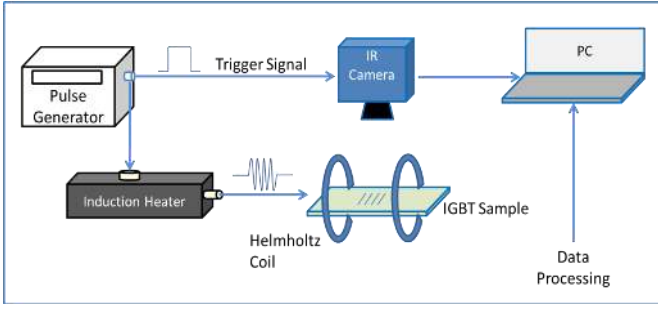 Pulse
Generator
Trigger Signal
IR
Camera
PC
Induction Heater
Helmholtz
Coil
IGBT Sample
Data
Processing